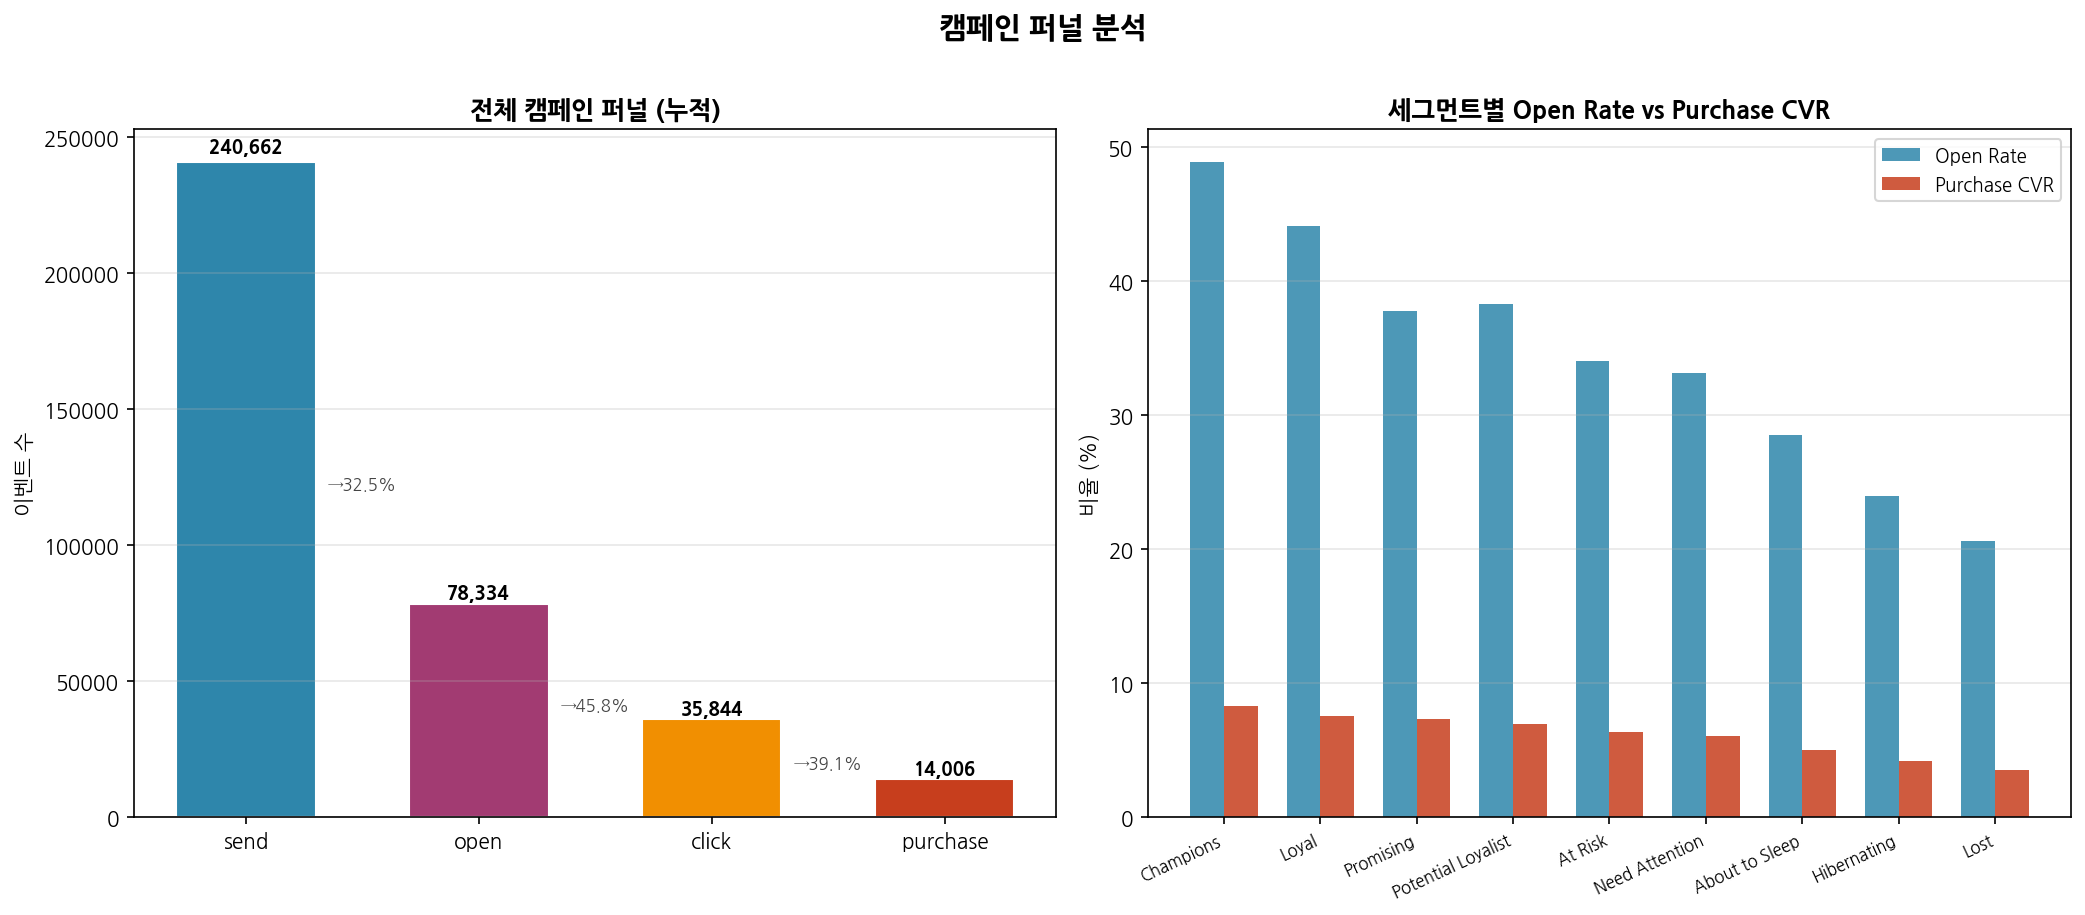 캠페인 퍼널 분석
전체 캠페인 퍼널 (누적)
이벤트 수
250000
200000
150000
100000
50000
0
240,662
→32.5%
78,334
→45.8%
35,844
→39.1%
14,006
send
open
click
purchase
세그먼트별 Open Rate vs Purchase CVR
비율 (%)
50
40
30
20
10
0
Open Rate
Purchase CVR
Champions
Loyal
Promising
Potential Loyalist
At Risk
Need Attention
About to Sleep
Hibernating
Lost